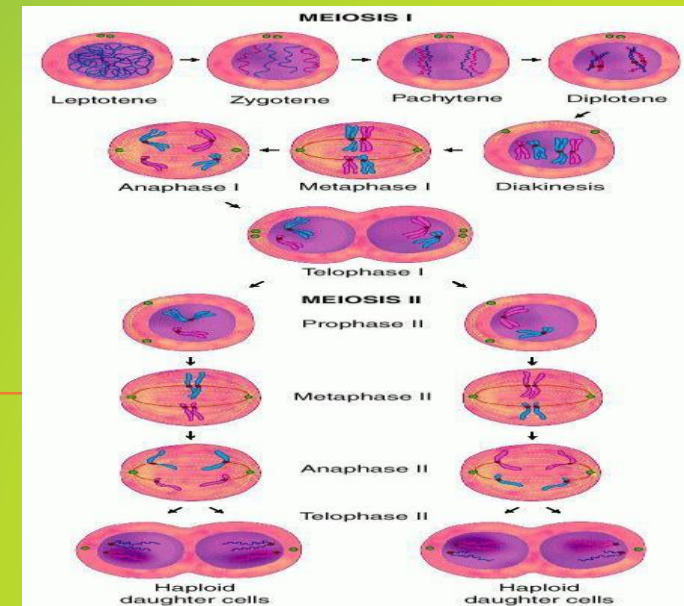 MEIOSIS I
Leptotene Zygotene Pachytene Diplotene
Anaphase I Metaphase I Diakinesis
Telophase I
MEIOSIS II
Prophase II
Metaphase II
Anaphase II
Telophase II
Haploid Haploid
daughter cells daughter cells